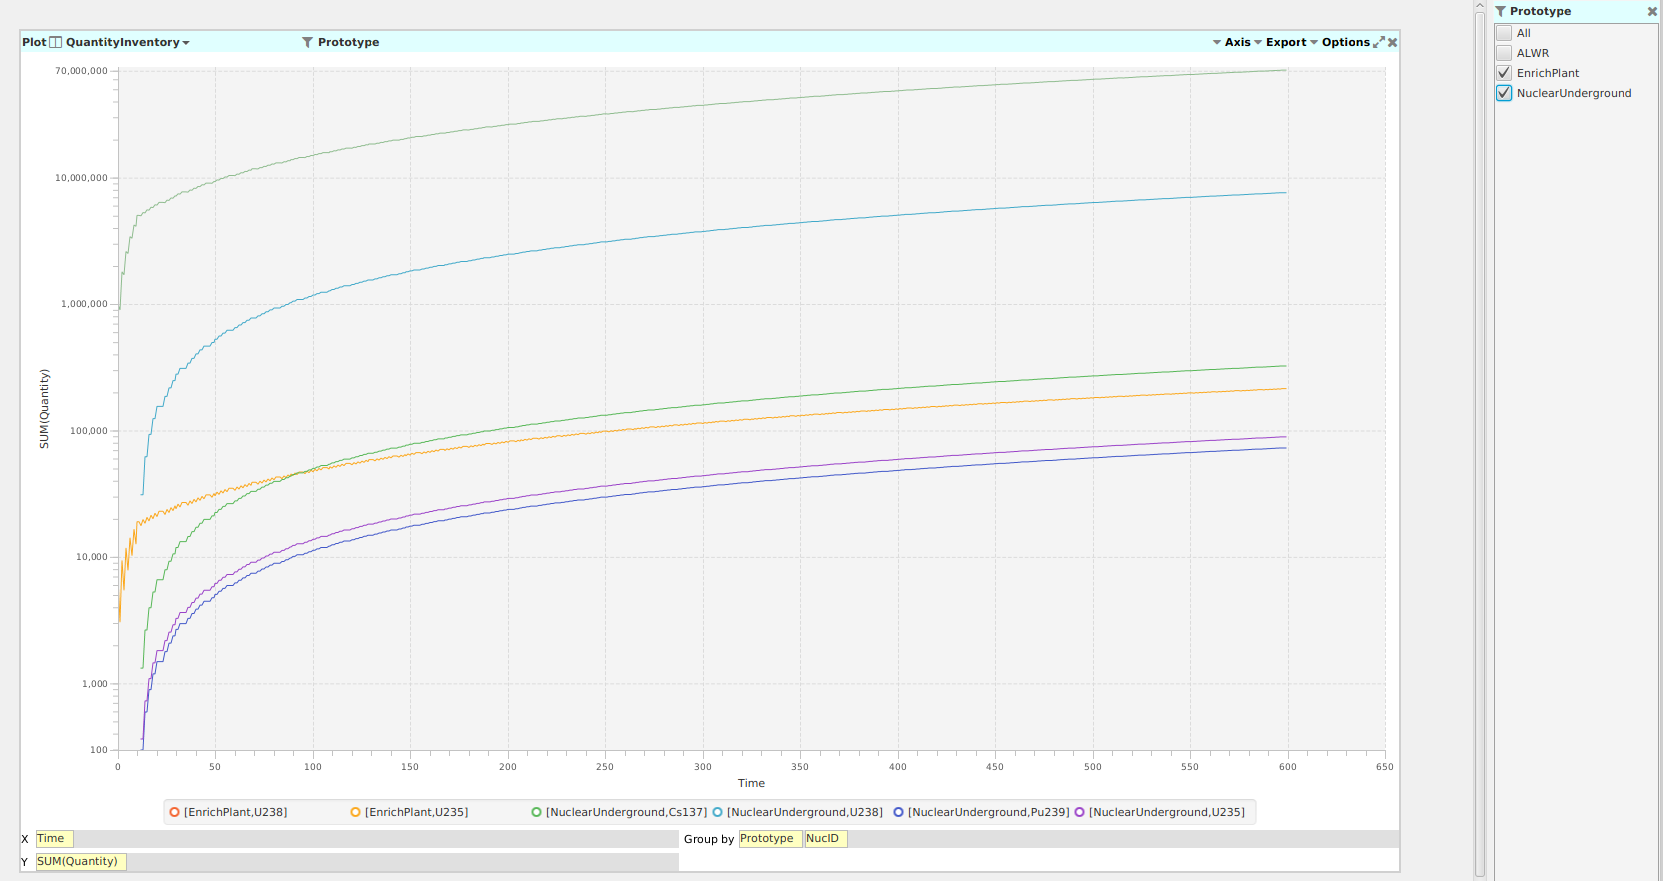 Plot QuantityInventory Prototype Axis Export Options
70,000,000
10,000,000
1,000,000
100,000
10,000
1,000
100
SUM(Quantity)
0 50 100 150 200 250 300 350 400 450 500 550 600 650
Time
[EnrichPlant,U238] [EnrichPlant,U235] [NuclearUnderground,Cs137] [NuclearUnderground,U238] [NuclearUnderground,Pu239] [NuclearUnderground,U235]
X Time Group by Prototype NucID
Y SUM(Quantity)
Prototype
All
ALWR
EnrichPlant
NuclearUnderground